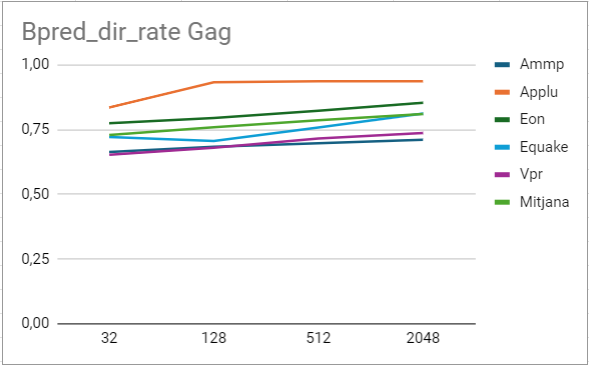 Bpred_dir_rate Gag
1,00
0,75
0,50
0,25
0,00
32 128 512 2048
Ammp
Applu
Eon
Equake
Vpr
Mitjana